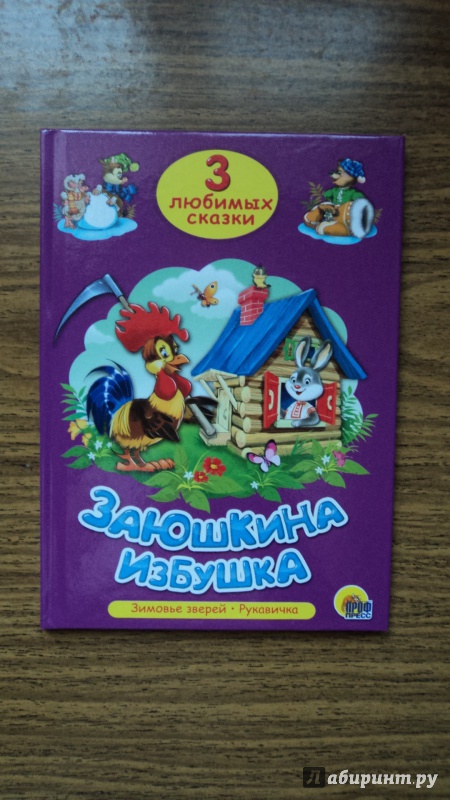 3
любимых
сказки
Заюшкина
избушка
Зимовье зверей • Рукавичка
ПРОФ
ПРЕСС
Лабиринт.ру